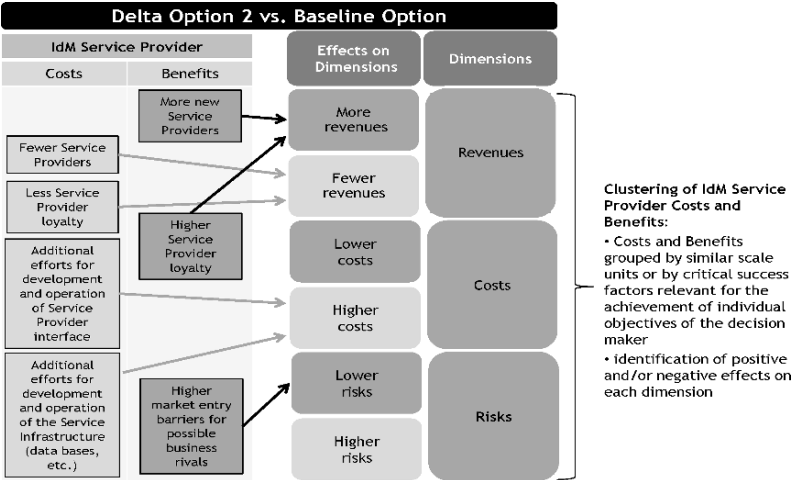 Delta Option 2 vs. Baseline Option
IdM Service Provider
Costs
Benefits
Effects on
Dimensions
Dimensions
More new
Service
Providers
Fewer Service
Providers
Less Service
Provider
loyalty
Higher
Service
Provider
loyalty
Additional
efforts for
development
and operation
of Service
Provider
interface
Additional
efforts for
development
and operation
of the Service
Infrastructure
(data bases,
etc.)
Higher
market entry
barriers for
possible
business
rivals
More
revenues
Fewer
revenues
Lower
costs
Higher
costs
Lower
risks
Higher
risks
Revenues
Costs
Risks
Clustering of IdM Service
Provider Costs and
Benefits:
• Costs and Benefits
grouped by similar scale
units or by critical success
factors relevant for the
achievement of individual
objectives of the decision
maker
• identification of positive
and/or negative effects on
each dimension